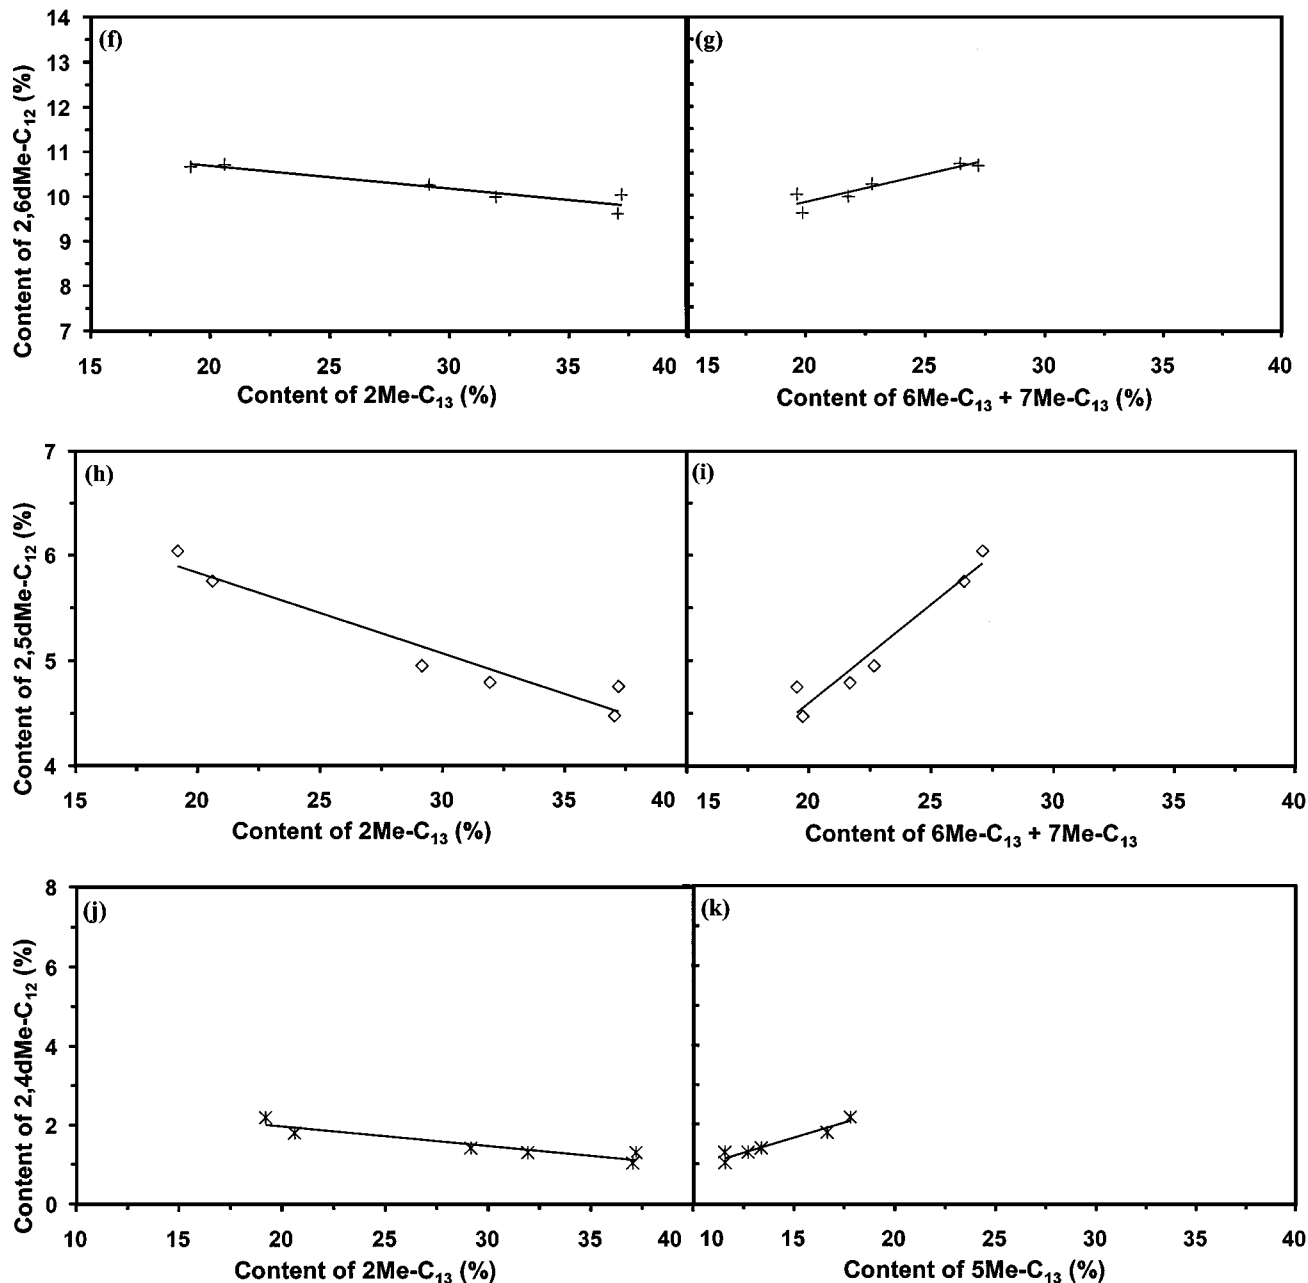 (f) (g)
Content of 2,6dMe-C12 (%)
14
13
12
11
10
9
8
7
15 20 25 30 35 40 15 20 25 30 35 40
Content of 2Me-C13 (%) Content of 6Me-C13 + 7Me-C13 (%)
(h) (i)
Content of 2,5dMe-C12 (%)
7
6
5
4
15 20 25 30 35 40 15 20 25 30 35 40
Content of 2Me-C13 (%) Content of 6Me-C13 + 7Me-C13
(j) (k)
Content of 2,4dMe-C12 (%)
8
6
4
2
0
10 15 20 25 30 35 40 10 15 20 25 30 35 40
Content of 2Me-C13 (%) Content of 5Me-C13 (%)